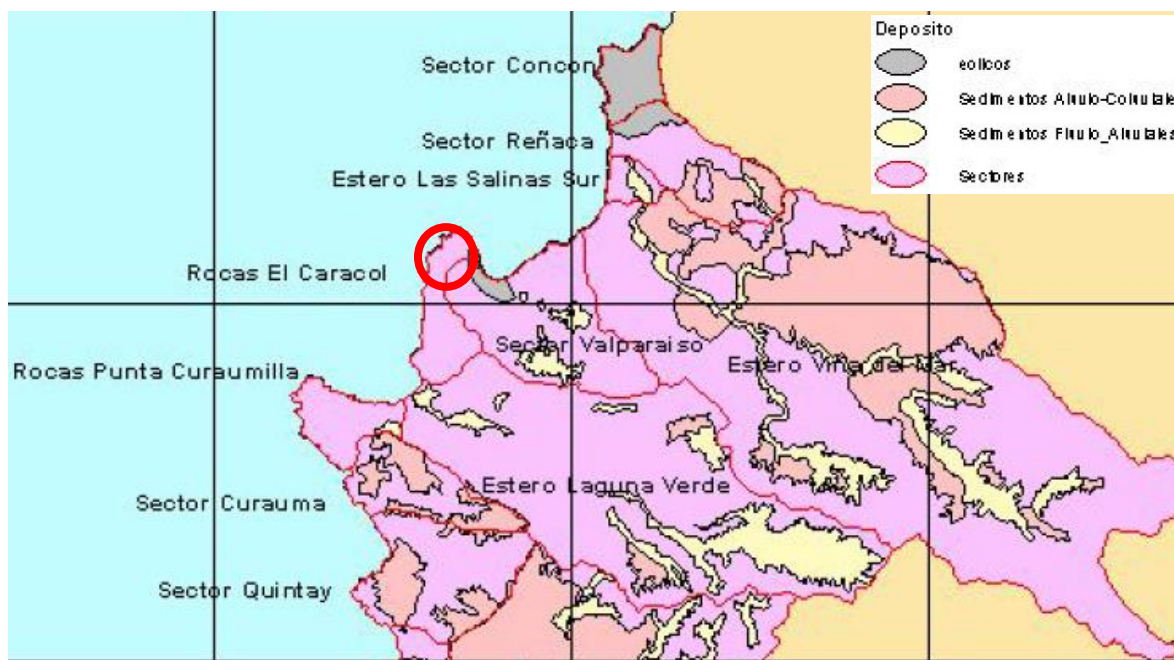 Deposito
eolicos
Sedimentos Aluvio-Coluviale
Sedimentos Fluvio_Aluviales
Sectores
Sector Concon
Sector Reñaca
Estero Las Salinas Sur
Rocas El Caracol
Sector Valparaiso
Estero Viña del Mar
Rocas Punta Curaumilla
Estero Laguna Verde
Sector Curauma
Sector Quintay